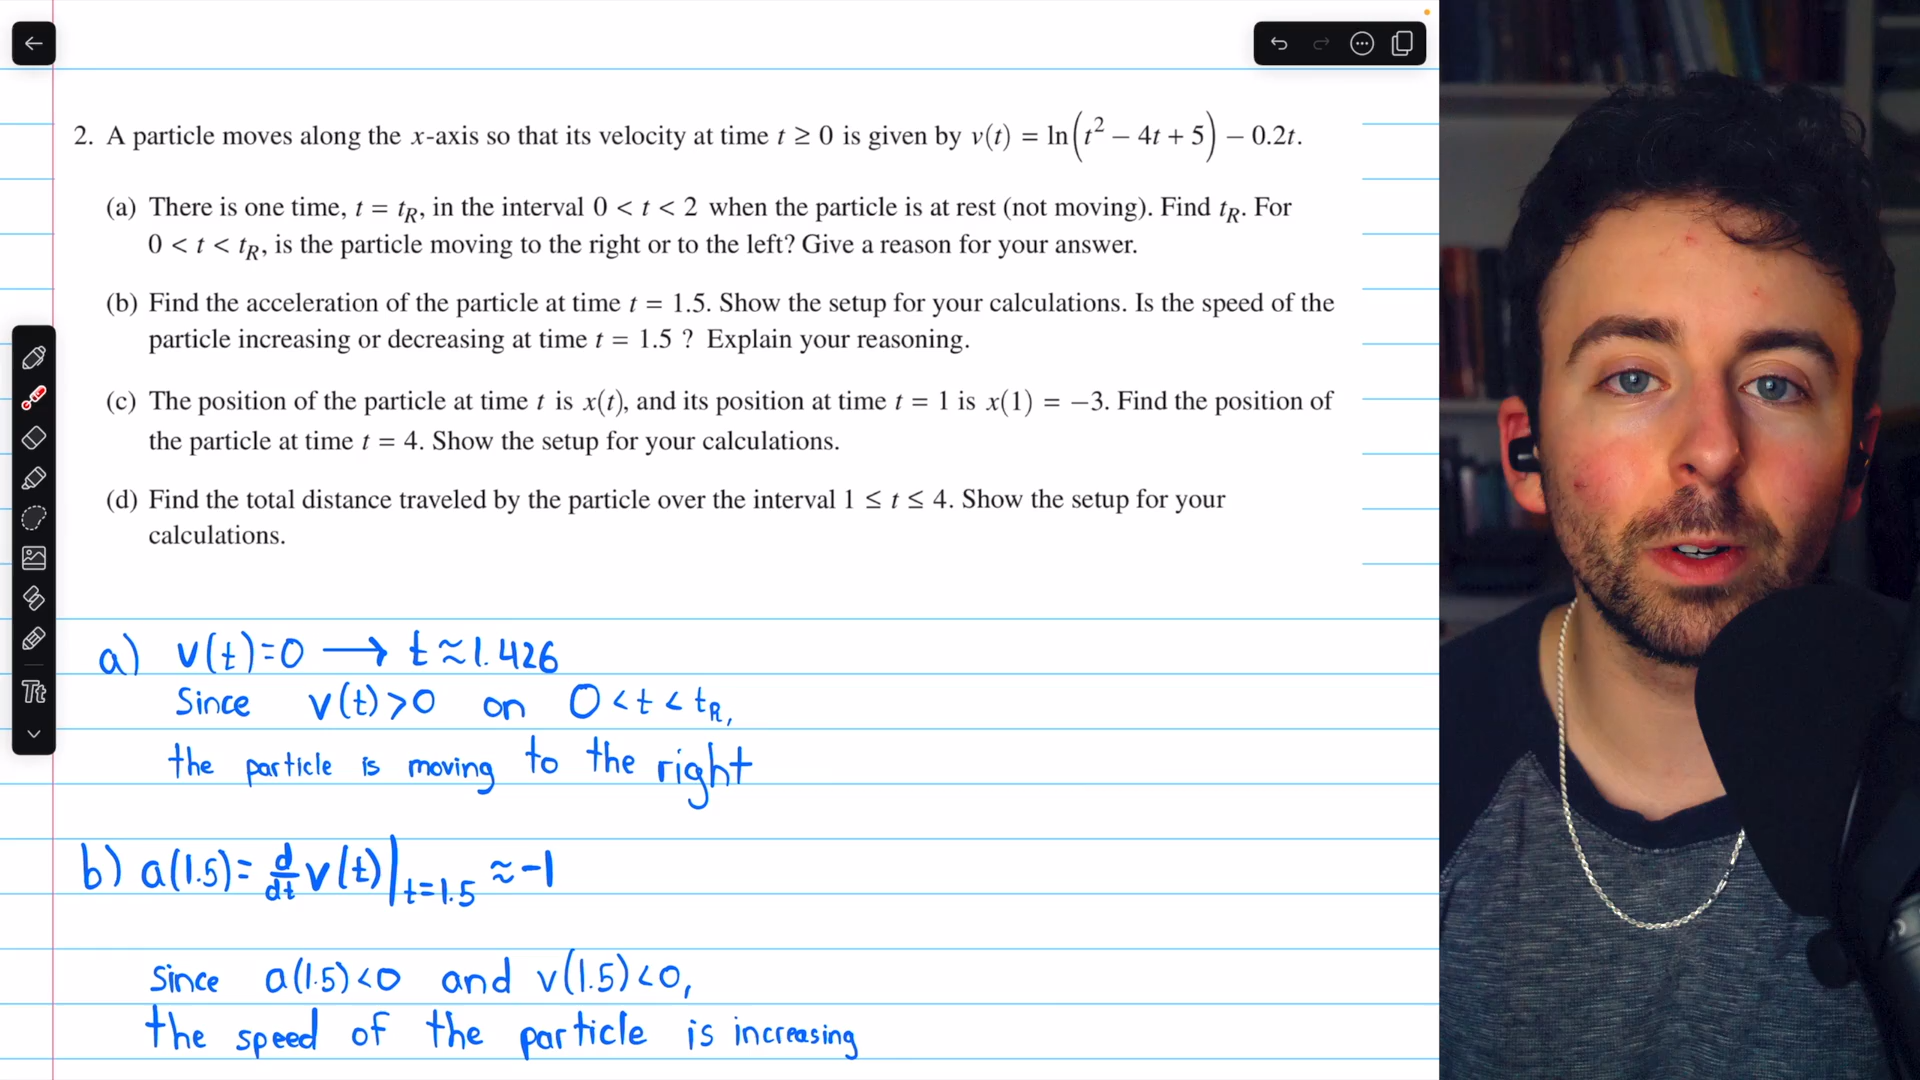 2. A particle moves along the x-axis so that its velocity at time t ≥ 0 is given by v(t) = ln(t² − 4t + 5) − 0.2t.
(a) There is one time, t = t_R, in the interval 0 < t < 2 when the particle is at rest (not moving). Find t_R. For
0 < t < t_R, is the particle moving to the right or to the left? Give a reason for your answer.
(b) Find the acceleration of the particle at time t = 1.5. Show the setup for your calculations. Is the speed of the
particle increasing or decreasing at time t = 1.5 ? Explain your reasoning.
(c) The position of the particle at time t is x(t), and its position at time t = 1 is x(1) = −3. Find the position of
the particle at time t = 4. Show the setup for your calculations.
(d) Find the total distance traveled by the particle over the interval 1 ≤ t ≤ 4. Show the setup for your
calculations.
a) v(t)=0 → t≈1.426
Since v(t)>0 on 0<t<t_R,
the particle is moving to the right
b) a(1.5)= d/dt v(t)|_t=1.5 ≈ -1
Since a(1.5)<0 and v(1.5)<0,
the speed of the particle is increasing
Tt